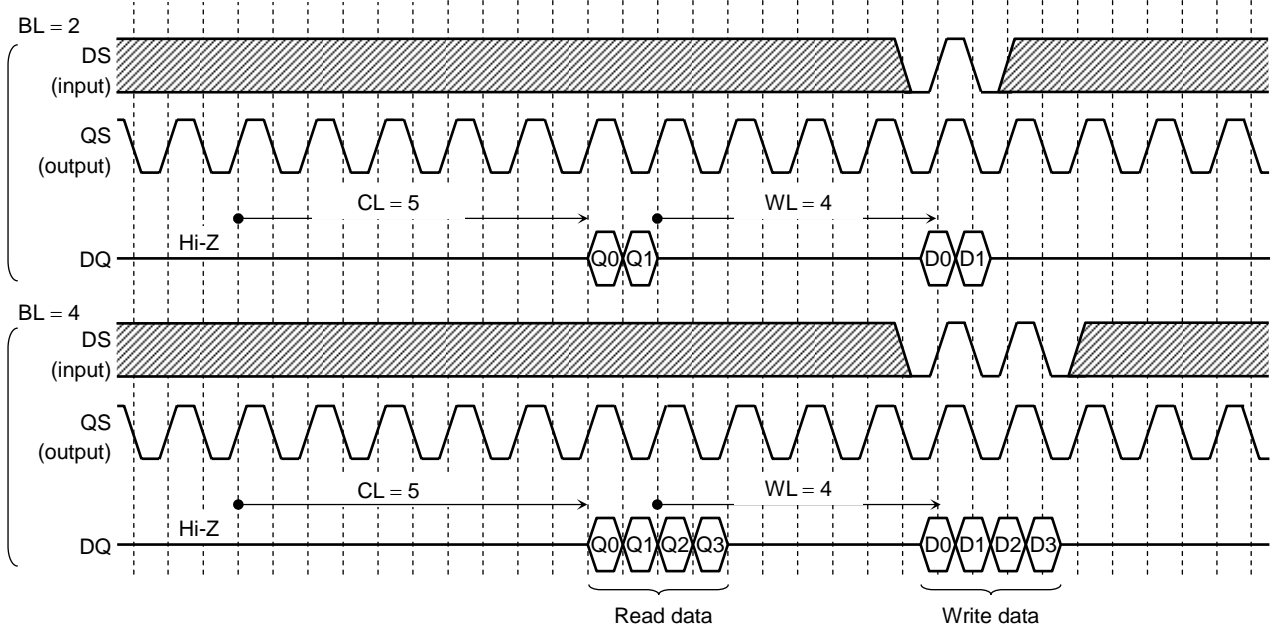 BL = 2
DS
(input)
QS
(output)
CL = 5
WL = 4
Hi-Z
DQ
Q0 Q1
D0 D1
BL = 4
DS
(input)
QS
(output)
CL = 5
WL = 4
Hi-Z
DQ
Q0 Q1 Q2 Q3
D0 D1 D2 D3
Read data
Write data